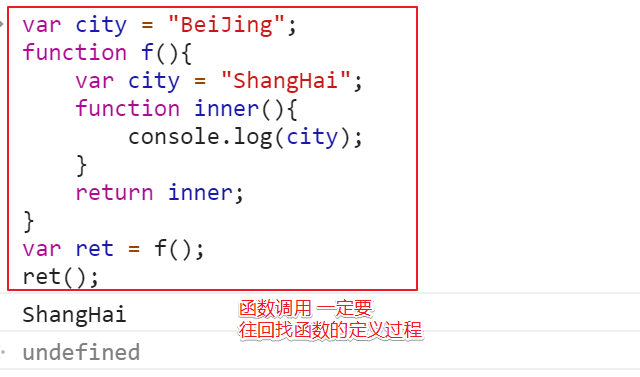 var city = "BeiJing";
function f(){
    var city = "ShangHai";
    function inner(){
        console.log(city);
    }
    return inner;
}
var ret = f();
ret();
ShangHai
函数调用 一定要
往回找函数的定义过程
undefined